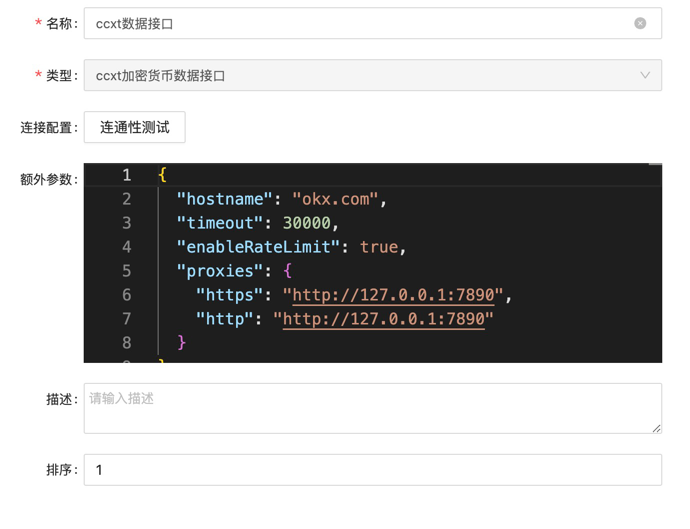 * 名称: ccxt数据接口
* 类型: ccxt加密货币数据接口
连接配置: 连通性测试
额外参数:
1 {
2 "hostname": "okx.com",
3 "timeout": 30000,
4 "enableRateLimit": true,
5 "proxies": {
6 "https": "http://127.0.0.1:7890",
7 "http": "http://127.0.0.1:7890"
8 }
描述: 请输入描述
排序: 1